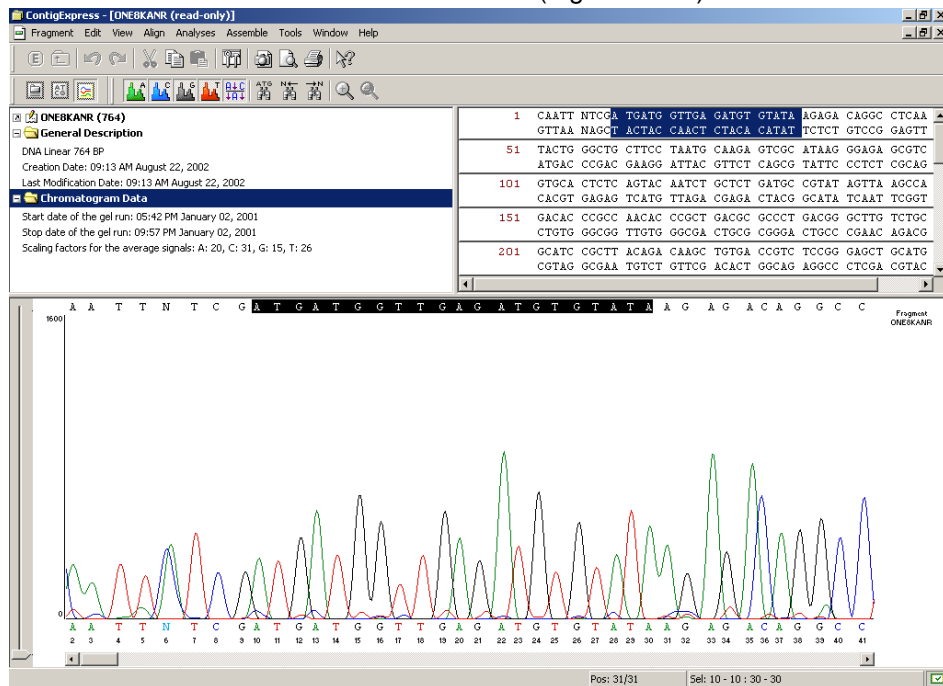 ContigExpress - [ONE8KANR (read-only)]
Fragment Edit View Align Analyses Assemble Tools Window Help
ONE8KANR (764)
General Description
DNA Linear 764 BP
Creation Date: 09:13 AM August 22, 2002
Last Modification Date: 09:13 AM August 22, 2002
Chromatogram Data
Start date of the gel run: 05:42 PM January 02, 2001
Stop date of the gel run: 09:57 PM January 02, 2001
Scaling factors for the average signals: A: 20, C: 31, G: 15, T: 26
1 CAATT NTCGA TGATG GTTGA GATGT GTATA AGAGA CAGGC CTCAA
GTTAA NAGCT ACTAC CAACT CTACA CATAT TCTCT GTCCG GAGTT
51 TACTG GGCTG CTTCC TAATG CAAGA GTCGC ATAAG GGAGA GCGTC
ATGAC CCGAC GAAGG ATTAC GTTCT CAGCG TATTC CCTCT CGCAG
101 GTGCA CTCTC AGTAC AATCT GCTCT GATGC CGTAT AGTTA AGCCA
CACGT GAGAG TCATG TTAGA CGAGA CTACG GCATA TCAAT TCGGT
151 GACAC CCGCC AACAC CCGCT GACGC GCCCT GACGG GCTTG TCTGC
CTGTG GGCGG TTGTG GGCGA CTGCG CGGGA CTGCC CGAAC AGACG
201 GCATC CGCTT ACAGA CAAGC TGTGA CCGTC TCCGG GAGCT GCATG
CGTAG GCGAA TGTCT GTTCG ACACT GGCAG AGGCC CTCGA CGTAC
A A T T N T C G A T G A T G G T T G A G A T G T G T A T A A G A G A C A G G C C
1600
Fragment
ONE8KANR
0
A A T T N T C G A T G A T G G T T G A G A T G T G T A T A A G A G A C A G G C C
2 3 4 5 6 7 8 9 10 11 12 13 14 15 16 17 18 19 20 21 22 23 24 25 26 27 28 29 30 31 32 33 34 35 36 37 38 39 40 41
Pos: 31/31 Sel: 10 - 10 : 30 - 30